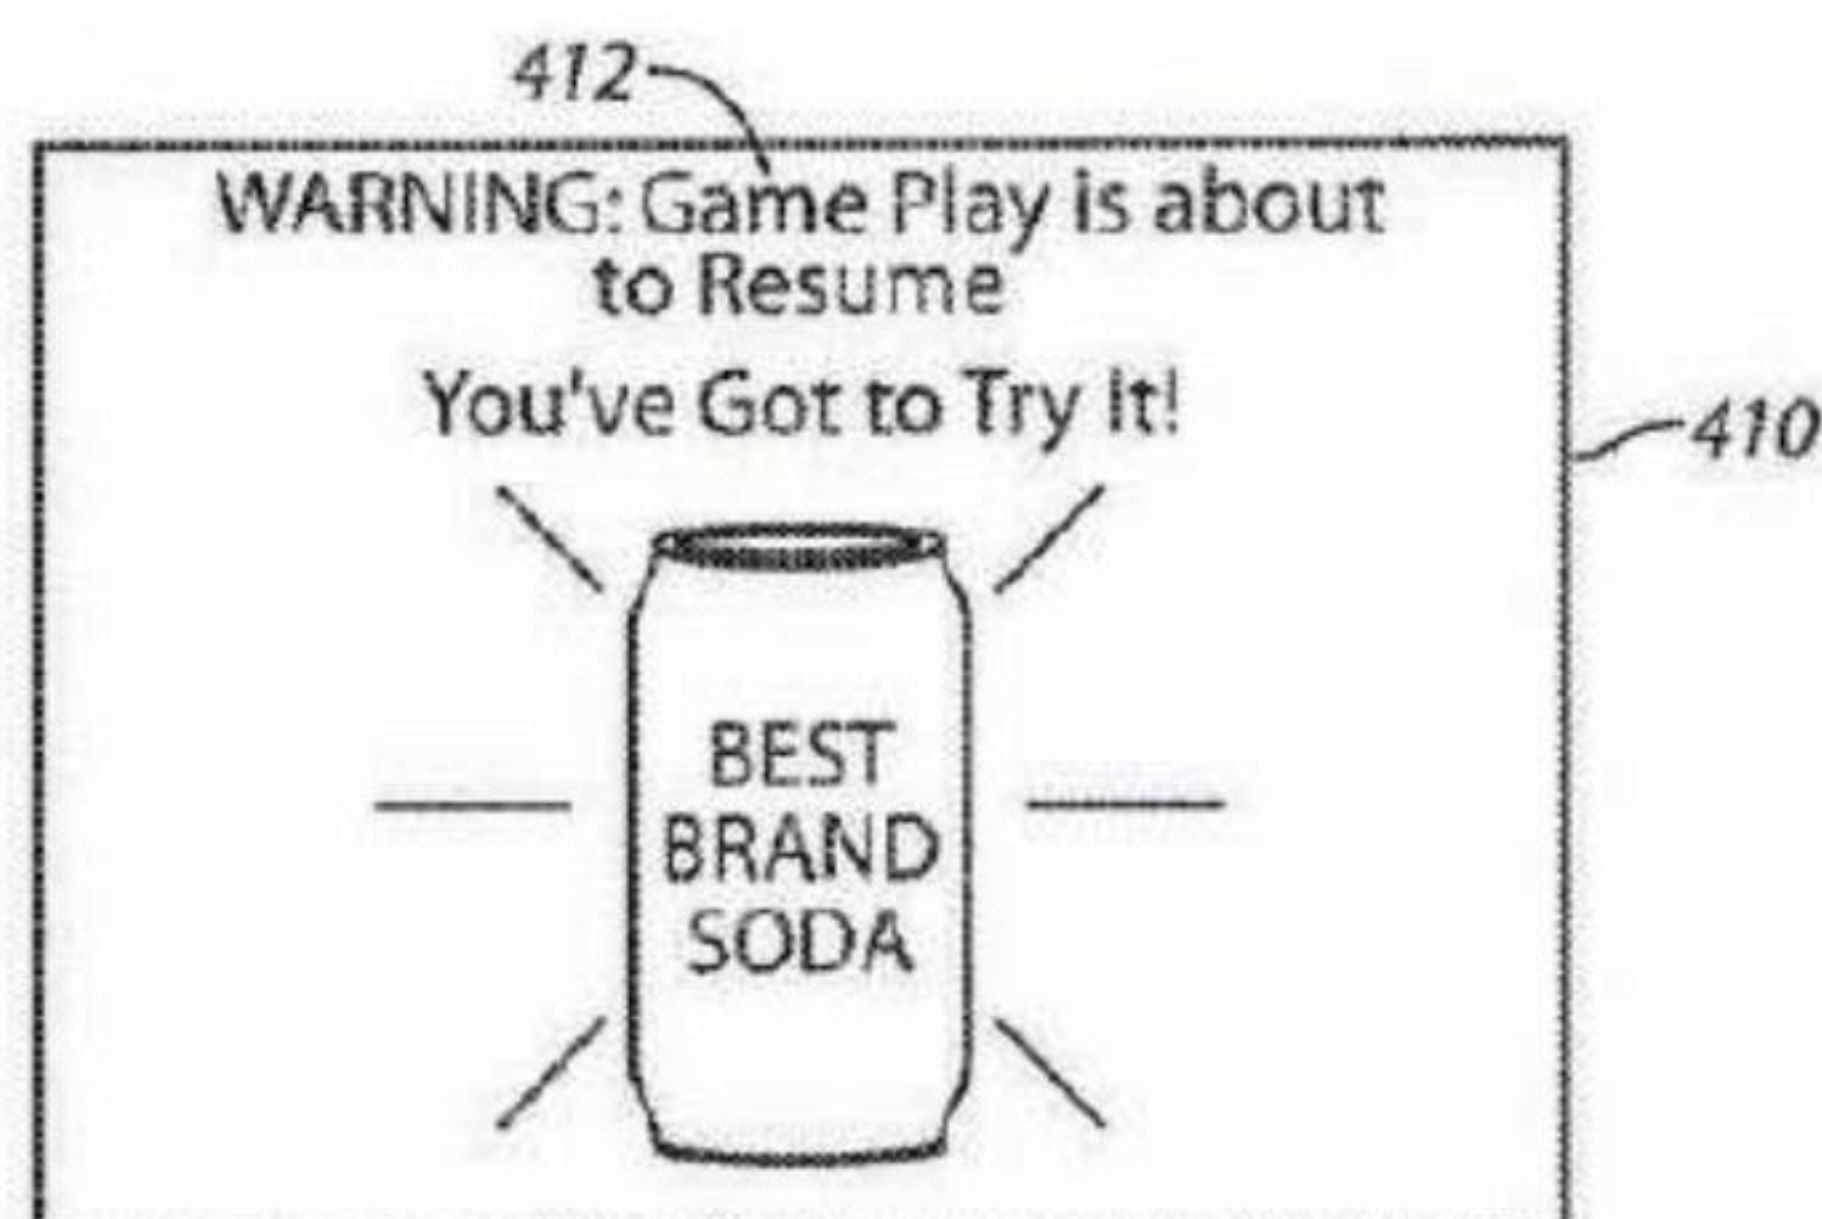 412
WARNING: Game Play is about
to Resume
You've Got to Try It!
410
BEST
BRAND
SODA